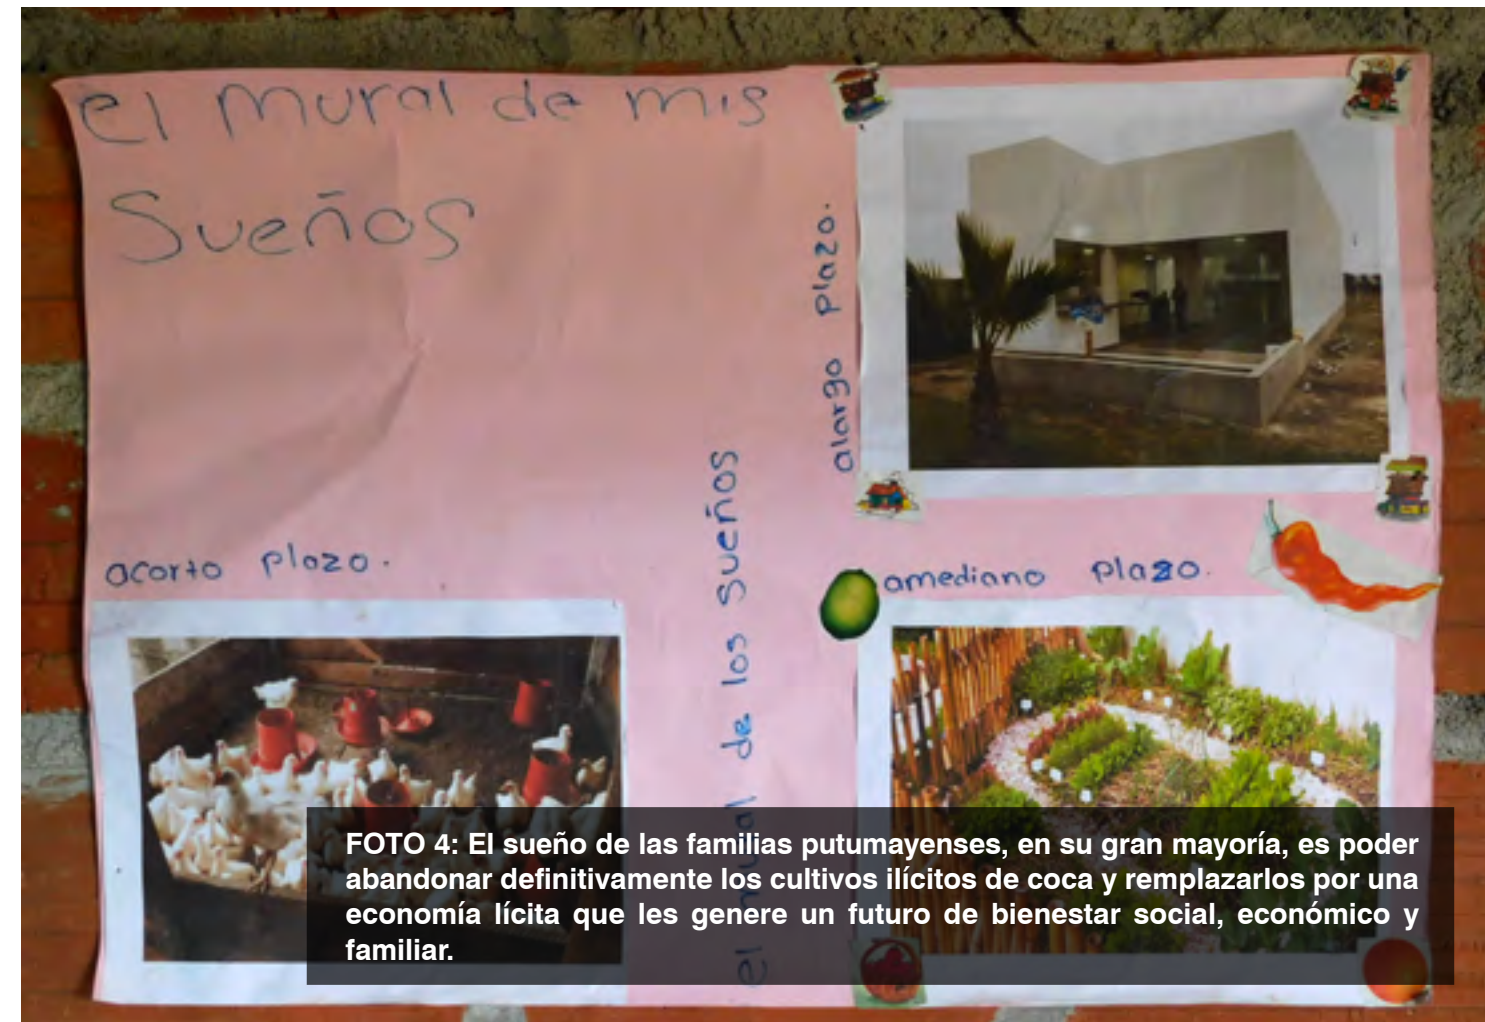 el mural de mis
Sueños
alargo plazo.
acorto plazo.
el mural de los sueños
amediano plazo.
FOTO 4: El sueño de las familias putumayenses, en su gran mayoría, es poder
abandonar definitivamente los cultivos ilícitos de coca y remplazarlos por una
economía lícita que les genere un futuro de bienestar social, económico y
familiar.